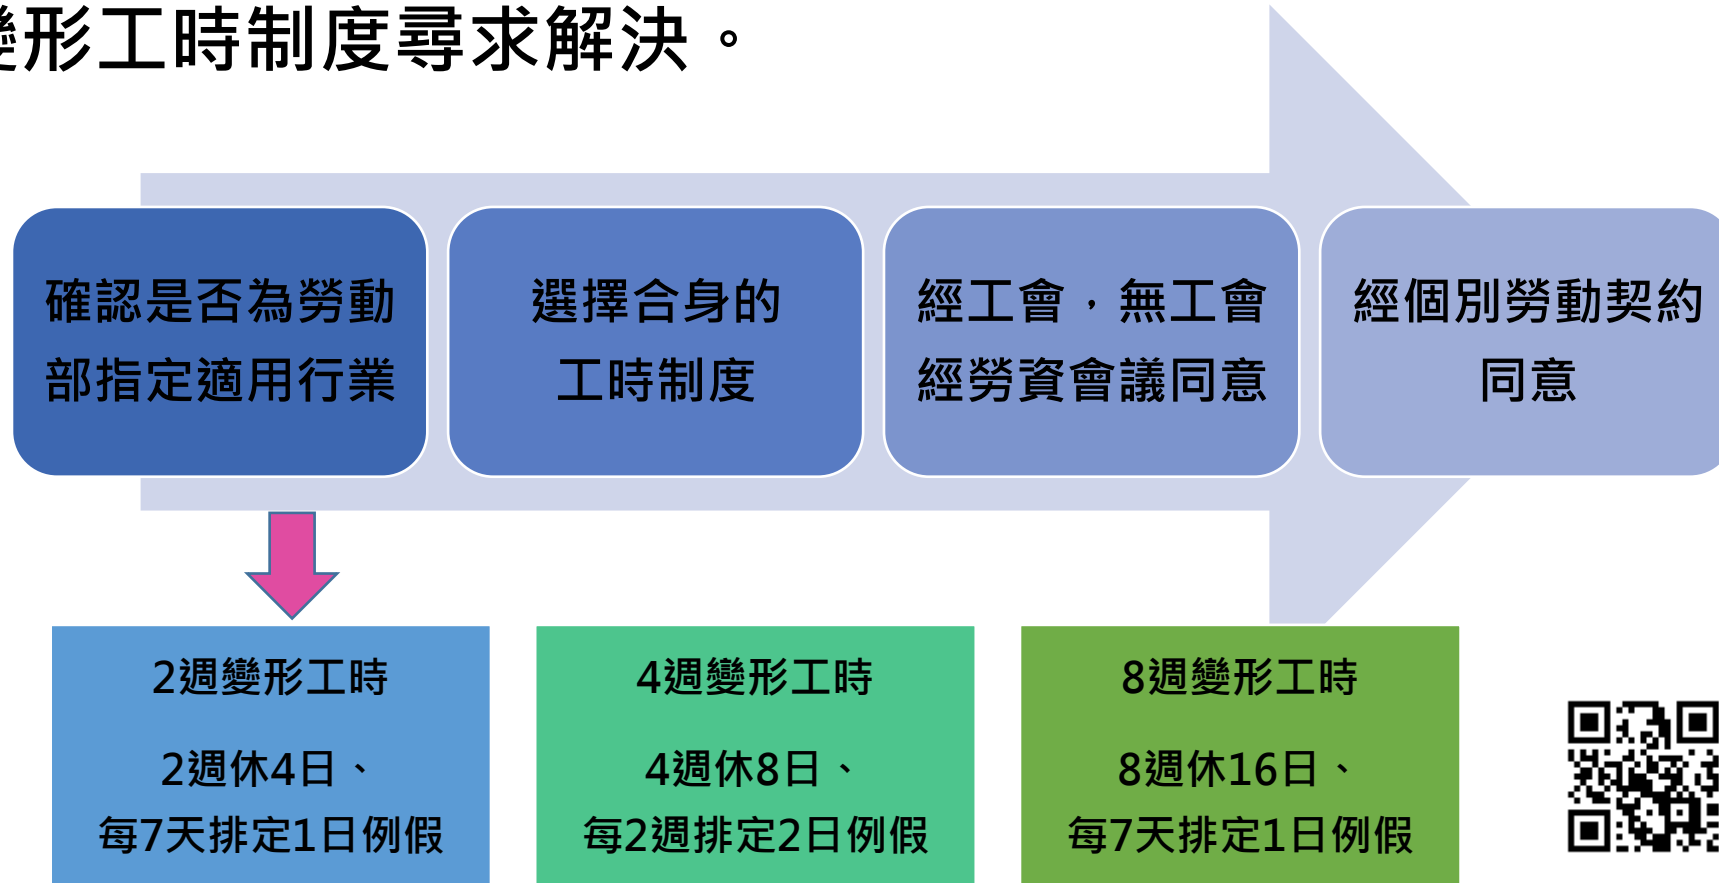 變形工時制度尋求解決。
確認是否為勞動
部指定適用行業
選擇合身的
工時制度
經工會，無工會
經勞資會議同意
經個別勞動契約
同意
2週變形工時
2週休4日、
每7天排定1日例假
4週變形工時
4週休8日、
每2週排定2日例假
8週變形工時
8週休16日、
每7天排定1日例假